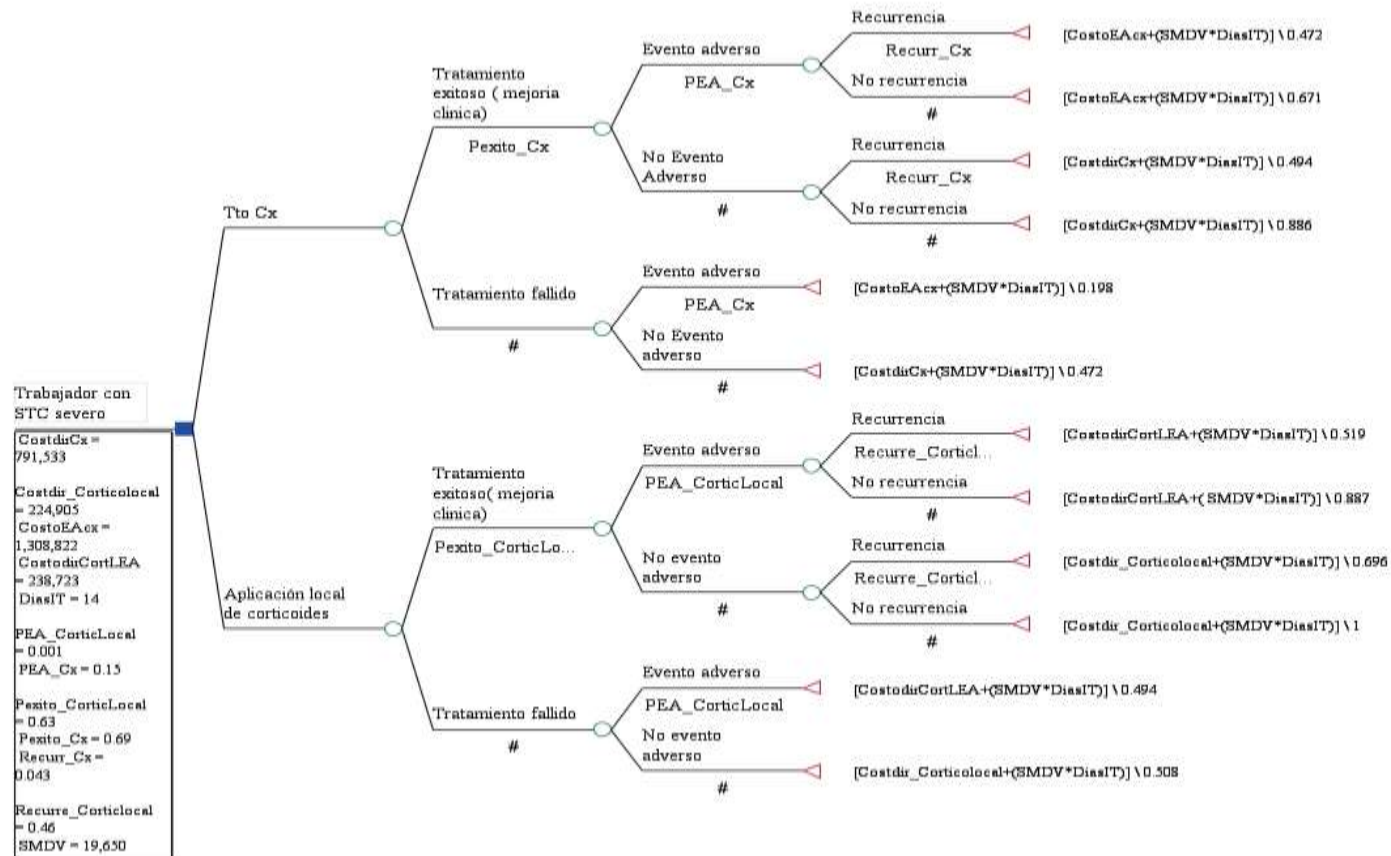 Recurrencia
Recurr_Cx
[CostoEAcx+(SMDV*DiasIT)] \ 0.472
Evento adverso
PEA_Cx
No recurrencia
#
[CostoEAcx+(SMDV*DiasIT)] \ 0.671
Tratamiento
exitoso ( mejoria
clinica)
Pexito_Cx
No Evento
Adverso
#
Recurrencia
Recurr_Cx
[CostdirCx+(SMDV*DiasIT)] \ 0.494
No recurrencia
#
[CostdirCx+(SMDV*DiasIT)] \ 0.886
Tto Cx
Tratamiento fallido
#
Evento adverso
PEA_Cx
[CostoEAcx+(SMDV*DiasIT)] \ 0.198
No Evento
adverso
#
[CostdirCx+(SMDV*DiasIT)] \ 0.472
Trabajador con
STC severo
CostdirCx =
791,533
Costdir_Corticolocal
= 224,905
CostoEAcx =
1,308,822
CostodirCortLEA
= 238,723
DiasIT = 14
PEA_CorticLocal
= 0.001
PEA_Cx = 0.15
Pexito_CorticLocal
= 0.63
Pexito_Cx = 0.69
Recurr_Cx =
0.043
Recurre_Corticlocal
= 0.46
SMDV = 19,650
Aplicación local
de corticoides
Tratamiento
exitoso( mejoria
clinica)
Pexito_CorticLo...
Evento adverso
PEA_CorticLocal
Recurrencia
Recurre_Corticl...
[CostodirCortLEA+(SMDV*DiasIT)] \ 0.519
No recurrencia
#
[CostodirCortLEA+( SMDV*DiasIT)] \ 0.887
No evento
adverso
#
Recurrencia
Recurre_Corticl...
[Costdir_Corticolocal+(SMDV*DiasIT)] \ 0.696
No recurrencia
#
[Costdir_Corticolocal+(SMDV*DiasIT)] \ 1
Tratamiento fallido
#
Evento adverso
PEA_CorticLocal
[CostodirCortLEA+(SMDV*DiasIT)] \ 0.494
No evento
adverso
#
[Costdir_Corticolocal+(SMDV*DiasIT)] \ 0.508